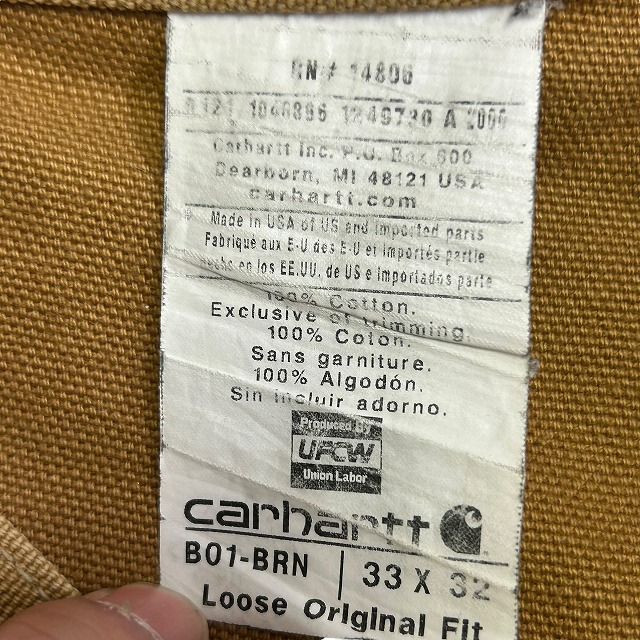 RN # 14806
Carhartt Inc. P.O. Box 600
Dearborn, MI 48121 USA
carhartt.com
Made in USA of US and imported parts
Fabriqué aux E-U des E-U et importés partie
en los EE.UU. de US e importados parte
100% Cotton.
Exclusive of trimming.
100% Coton.
Sans garniture.
100% Algodón.
Sin incluir adorno.
Produced By
UFCW
Union Labor
carhartt
B01-BRN 33 X 32
Loose Original Fit